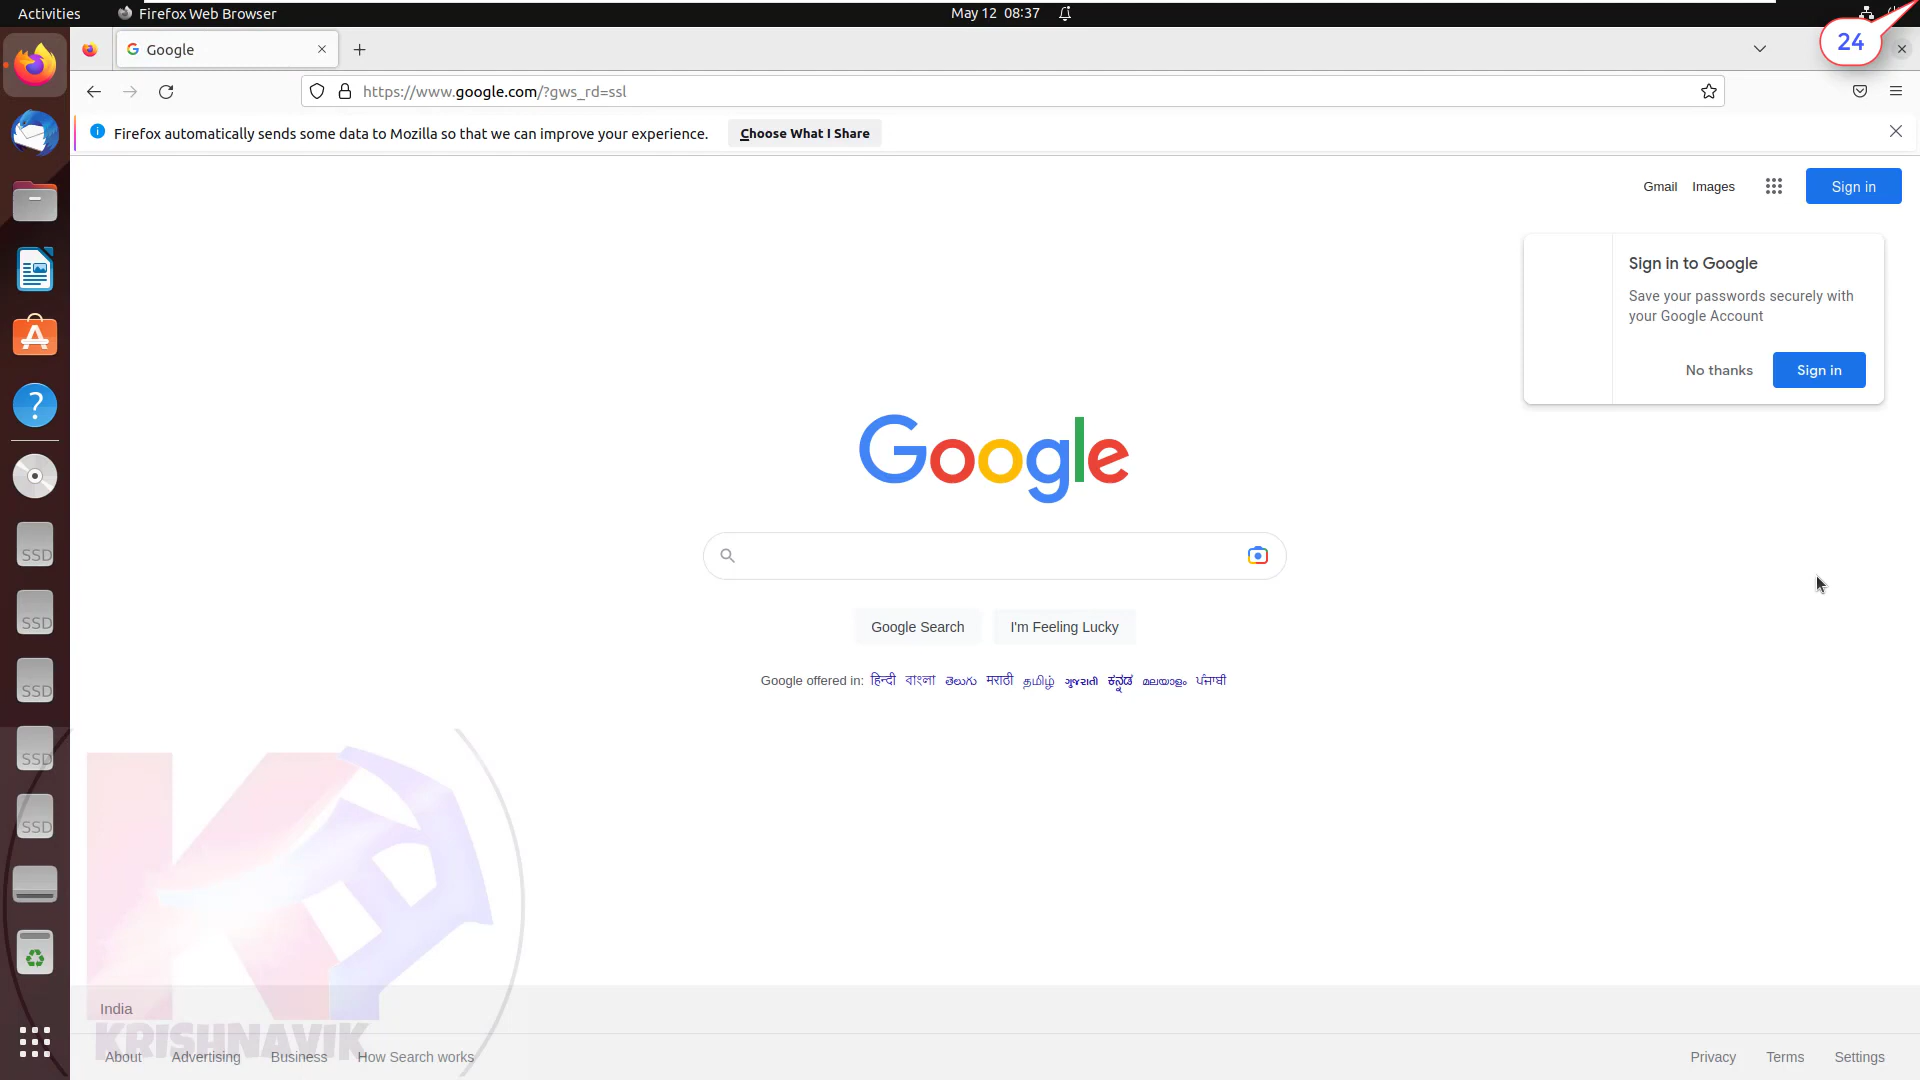 Activities
Firefox Web Browser
May 12 08:37
24
Google
https://www.google.com/?gws_rd=ssl
Firefox automatically sends some data to Mozilla so that we can improve your experience.
Choose What I Share
Gmail
Images
Sign in
Sign in to Google
Save your passwords securely with
your Google Account
No thanks
Sign in
Google
Google Search
I'm Feeling Lucky
Google offered in: हिन्दी বাংলা తెలుగు मराठी தமிழ் ગુજરાતી ಕನ್ನಡ മലയാളം ਪੰਜਾਬੀ
SSD
SSD
SSD
SSD
SSD
India
KRISHNAVIK
About
Advertising
Business
How Search works
Privacy
Terms
Settings